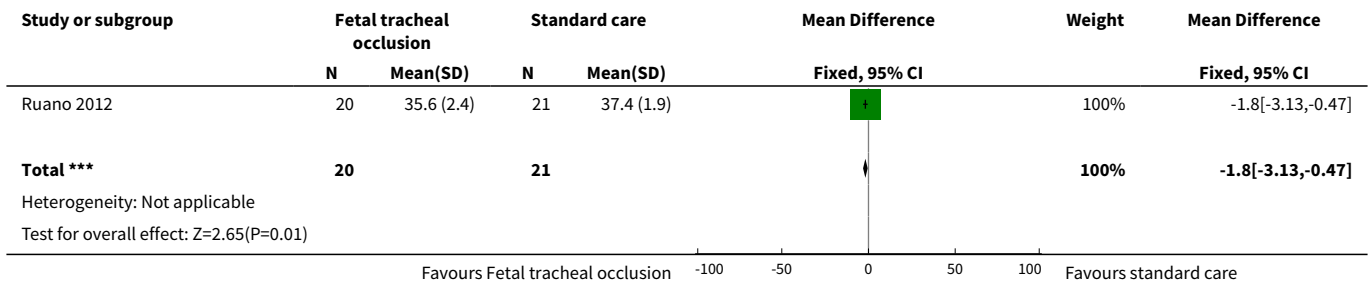 Study or subgroup Fetal tracheal occlusion Standard care Mean Difference Weight Mean Difference
N Mean(SD) N Mean(SD) Fixed, 95% CI Fixed, 95% CI
Ruano 2012 20 35.6 (2.4) 21 37.4 (1.9) 100% -1.8[-3.13,-0.47]
Total *** 20 21 100% -1.8[-3.13,-0.47]
Heterogeneity: Not applicable
Test for overall effect: Z=2.65(P=0.01)
Favours Fetal tracheal occlusion -100 -50 0 50 100 Favours standard care